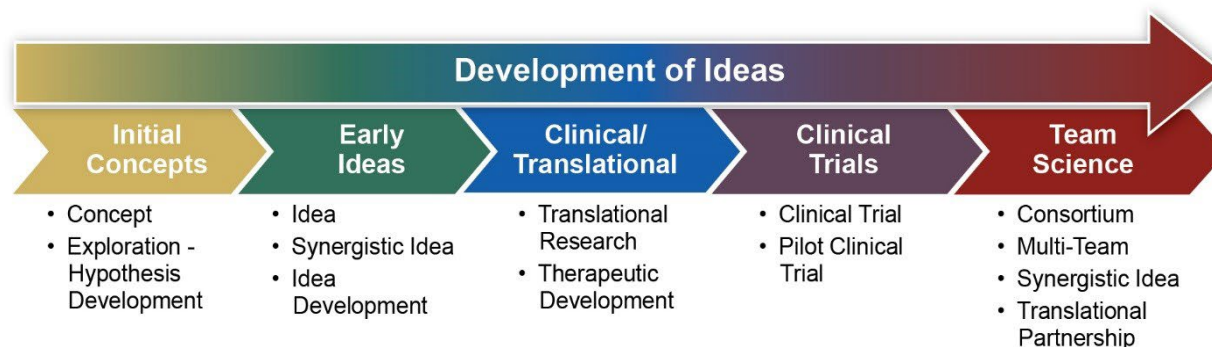 Development of Ideas
Initial
Concepts
Early
Ideas
Clinical/
Translational
Clinical
Trials
Team
Science
• Concept
• Exploration -
Hypothesis
Development
• Idea
• Synergistic Idea
• Idea
Development
• Translational
Research
• Therapeutic
Development
• Clinical Trial
• Pilot Clinical
Trial
• Consortium
• Multi-Team
• Synergistic Idea
• Translational
Partnership